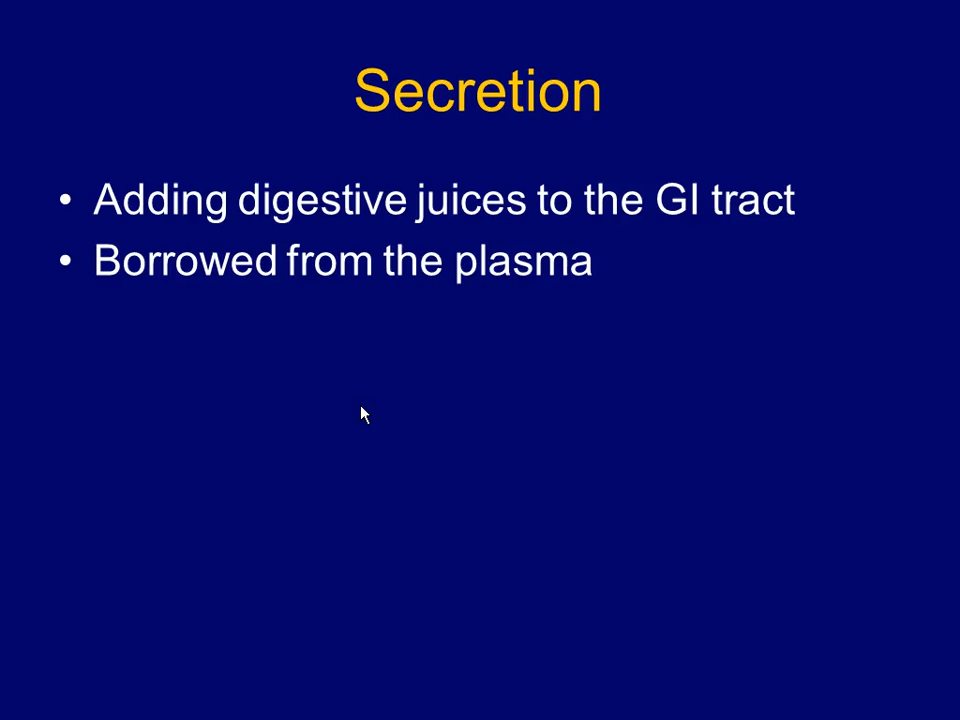 Secretion
• Adding digestive juices to the GI tract
• Borrowed from the plasma